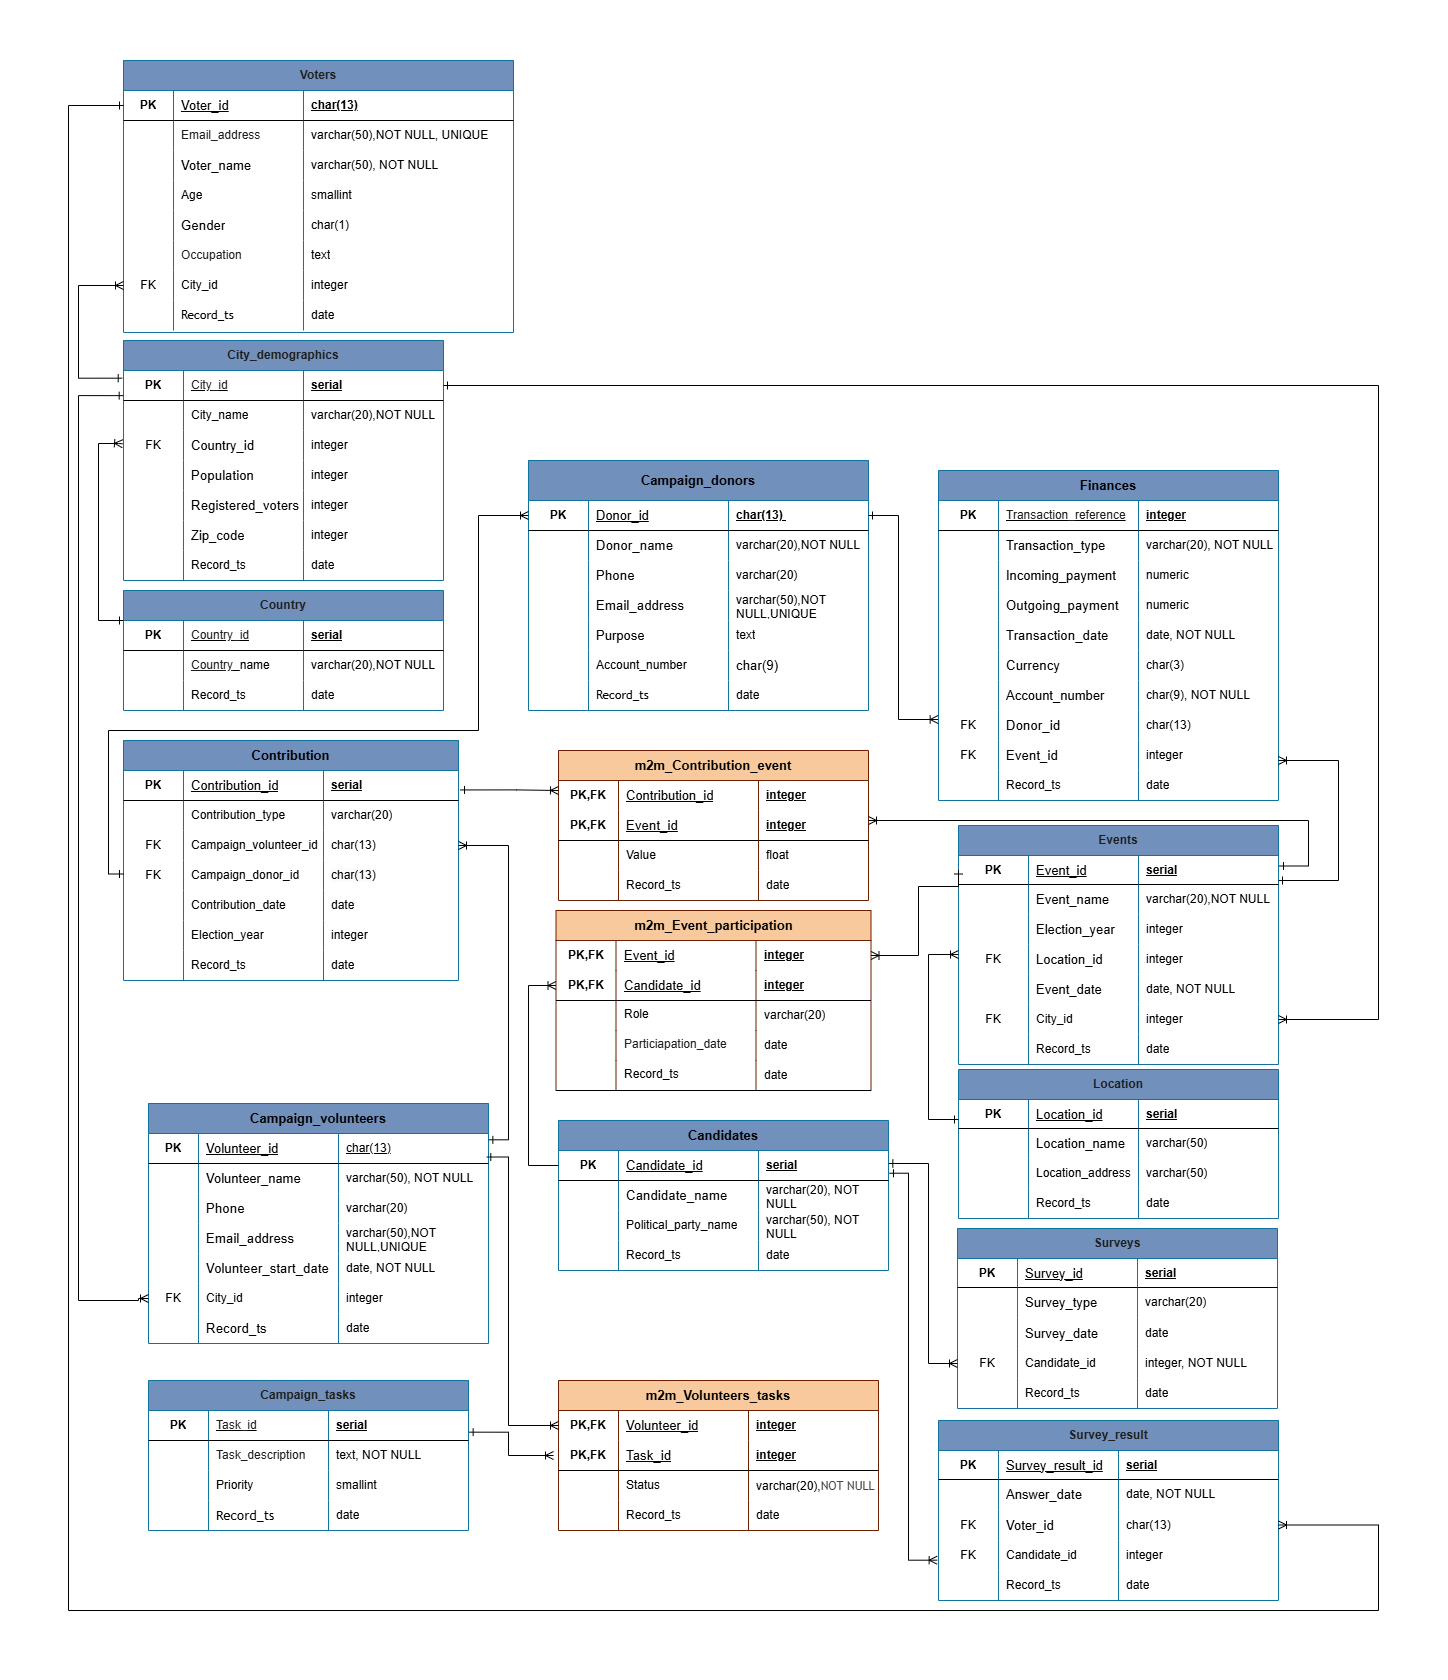 Voters
PK Voter_id char(13)
Email_address varchar(50),NOT NULL, UNIQUE
Voter_name varchar(50), NOT NULL
Age smallint
Gender char(1)
Occupation text
FK City_id integer
Record_ts date
City_demographics
PK City_id serial
City_name varchar(20),NOT NULL
FK Country_id integer
Population integer
Registered_voters integer
Zip_code integer
Record_ts date
Country
PK Country_id serial
Country_name varchar(20),NOT NULL
Record_ts date
Campaign_donors
PK Donor_id char(13)
Donor_name varchar(20),NOT NULL
Phone varchar(20)
Email_address varchar(50),NOT
NULL,UNIQUE
Purpose text
Account_number char(9)
Record_ts date
Finances
PK Transaction_reference integer
Transaction_type varchar(20), NOT NULL
Incoming_payment numeric
Outgoing_payment numeric
Transaction_date date, NOT NULL
Currency char(3)
Account_number char(9), NOT NULL
FK Donor_id char(13)
FK Event_id integer
Record_ts date
Contribution
PK Contribution_id serial
Contribution_type varchar(20)
FK Campaign_volunteer_id char(13)
FK Campaign_donor_id char(13)
Contribution_date date
Election_year integer
Record_ts date
m2m_Contribution_event
PK,FK Contribution_id integer
PK,FK Event_id integer
Value float
Record_ts date
Events
PK Event_id serial
Event_name varchar(20),NOT NULL
Election_year integer
FK Location_id integer
Event_date date, NOT NULL
FK City_id integer
Record_ts date
m2m_Event_participation
PK,FK Event_id integer
PK,FK Candidate_id integer
Role varchar(20)
Particiapation_date date
Record_ts date
Location
PK Location_id serial
Location_name varchar(50)
Location_address varchar(50)
Record_ts date
Campaign_volunteers
PK Volunteer_id char(13)
Volunteer_name varchar(50), NOT NULL
Phone varchar(20)
Email_address varchar(50),NOT
NULL,UNIQUE
Volunteer_start_date date, NOT NULL
FK City_id integer
Record_ts date
Candidates
PK Candidate_id serial
Candidate_name varchar(20), NOT
NULL
Political_party_name varchar(50), NOT
NULL
Record_ts date
Surveys
PK Survey_id serial
Survey_type varchar(20)
Survey_date date
FK Candidate_id integer, NOT NULL
Record_ts date
Campaign_tasks
PK Task_id serial
Task_description text, NOT NULL
Priority smallint
Record_ts date
m2m_Volunteers_tasks
PK,FK Volunteer_id integer
PK,FK Task_id integer
Status varchar(20),NOT NULL
Record_ts date
Survey_result
PK Survey_result_id serial
Answer_date date, NOT NULL
FK Voter_id char(13)
FK Candidate_id integer
Record_ts date